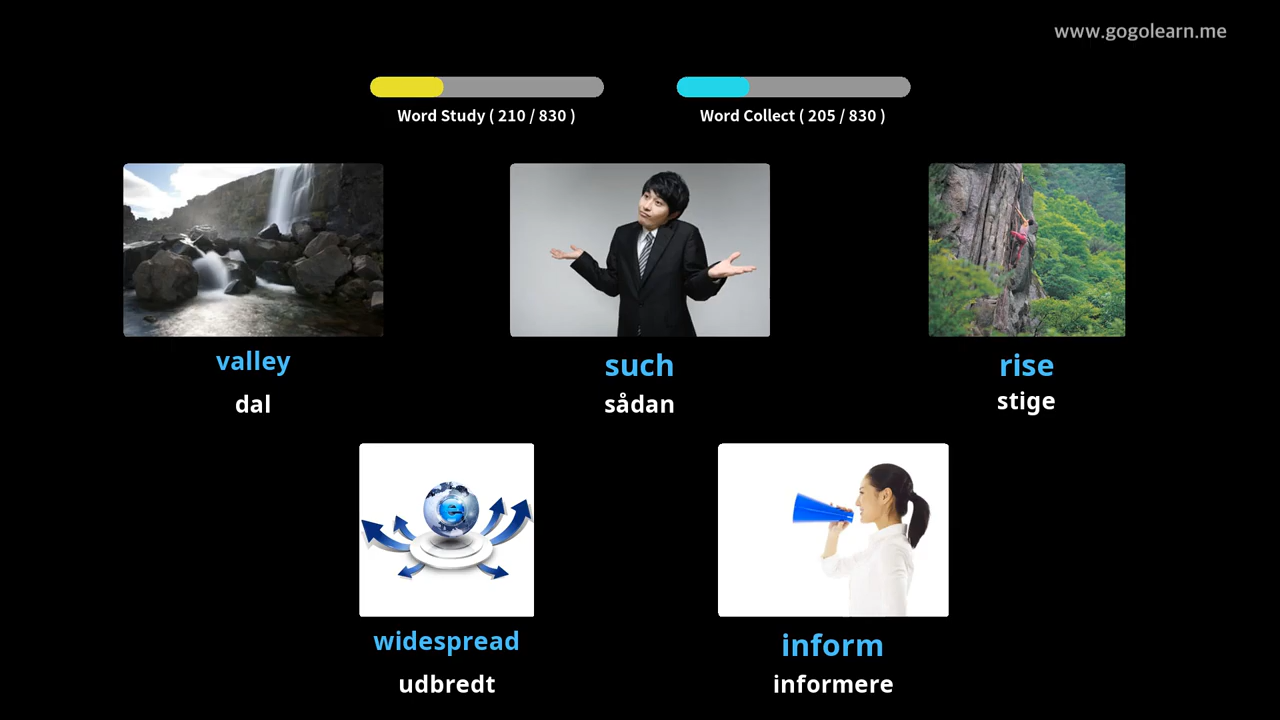 www.gogolearn.me
Word Study ( 210 / 830 )
Word Collect ( 205 / 830 )
valley
dal
such
sådan
rise
stige
e
widespread
udbredt
inform
informere